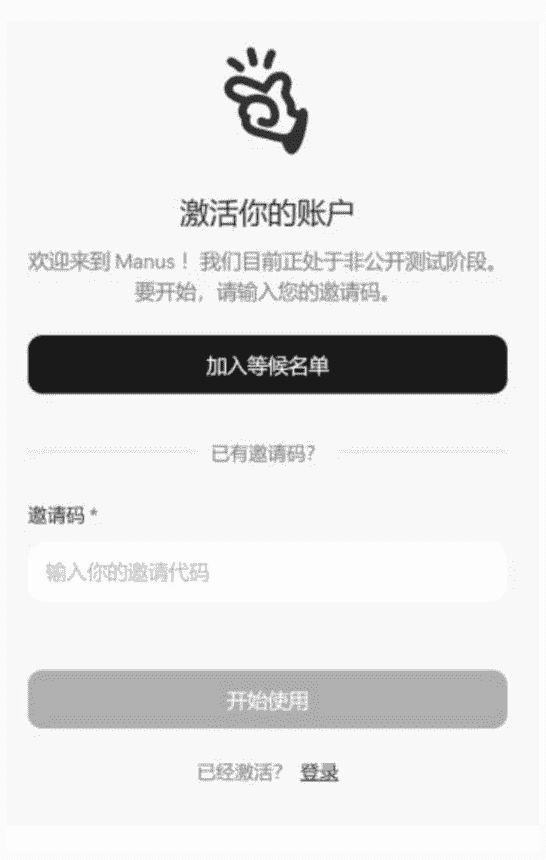 激活你的账户
欢迎来到 Manus！我们目前正处于非公开测试阶段。
要开始，请输入您的邀请码。
加入等候名单
已有邀请码？
邀请码 *
输入你的邀请代码
开始使用
已经激活？ 登录